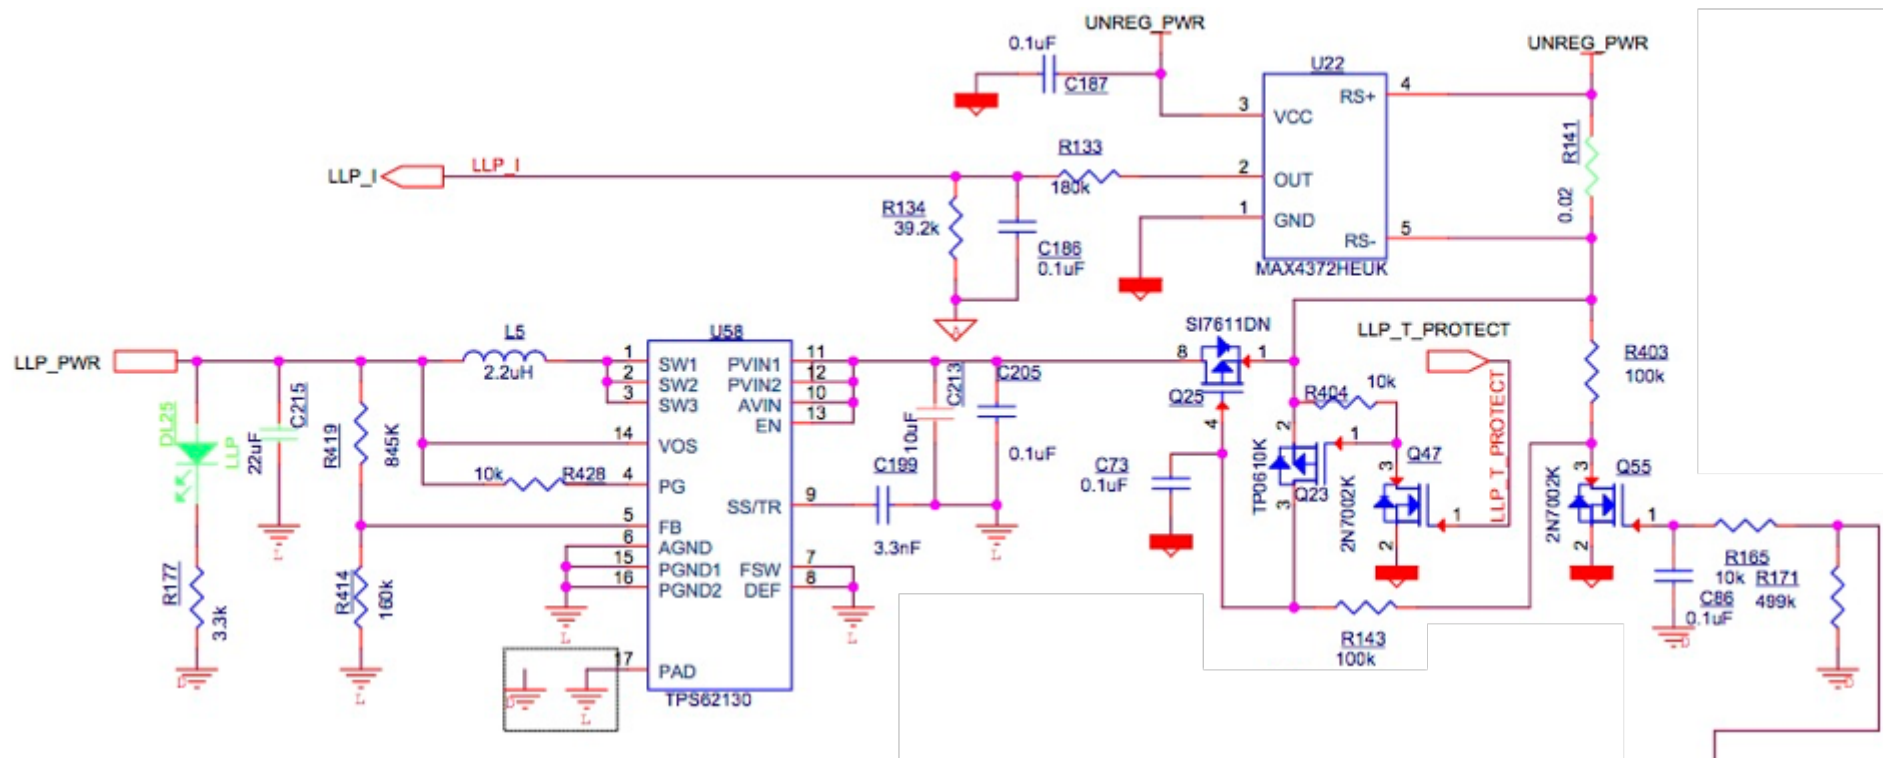 UNREG_PWR
0.1uF
C187
UNREG_PWR
U22
4
RS+
3
VCC
R141
0.02
R133
180k
2
OUT
LLP_I
LLP_I
1
GND
R134
39.2k
C186
0.1uF
5
RS-
MAX4372HEUK
LLP_PWR
L5
2.2uH
U58
1
SW1
2
SW2
3
SW3
PVIN1
11
PVIN2
12
AVIN
10
EN
13
14
VOS
4
PG
SS/TR
9
5
FB
6
AGND
15
PGND1
16
PGND2
FSW
7
DEF
8
17
PAD
TPS62130
DL25
LLP
C215
22uF
R419
845K
10k
R428
R177
3.3k
R414
160k
D
L
L
L
D
L
L
L
C199
3.3nF
C213
10uF
C205
0.1uF
SI7611DN
8
1
Q25
4
C73
0.1uF
LLP_T_PROTECT
LLP_T_PROTECT
R404
10k
2
1
TP0610K
Q23
3
3
Q47
2N7002K
1
2
R403
100k
3
Q55
2N7002K
1
2
R143
100k
R165
10k
R171
499k
C86
0.1uF
D
D
A